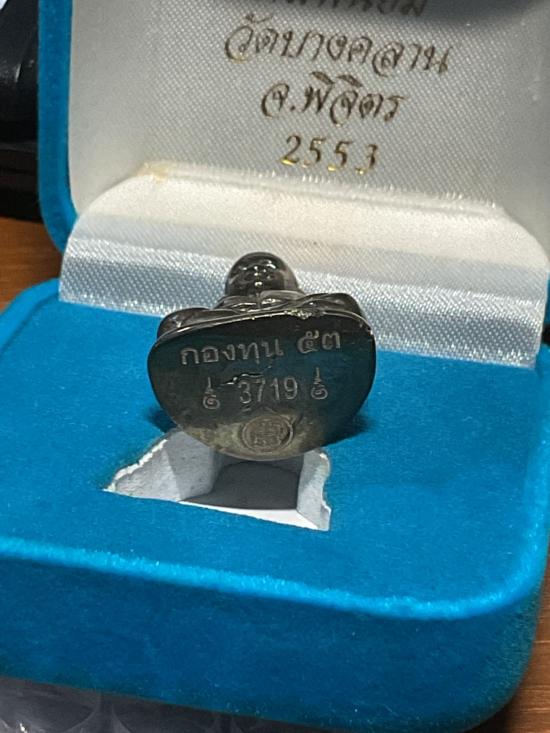 วัดบางคลาน
จ.พิจิตร
2553
กองทุน ๕๓
3719